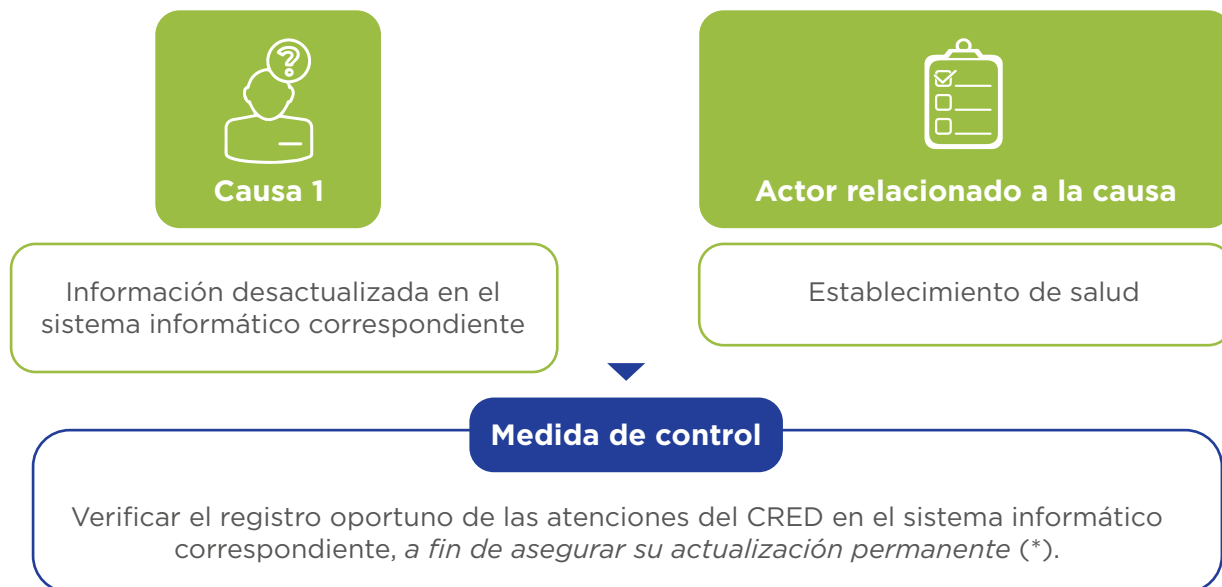 ?
Causa 1
Actor relacionado a la causa
Información desactualizada en el
sistema informático correspondiente
Establecimiento de salud
Medida de control
Verificar el registro oportuno de las atenciones del CRED en el sistema informático
correspondiente, a fin de asegurar su actualización permanente (*).